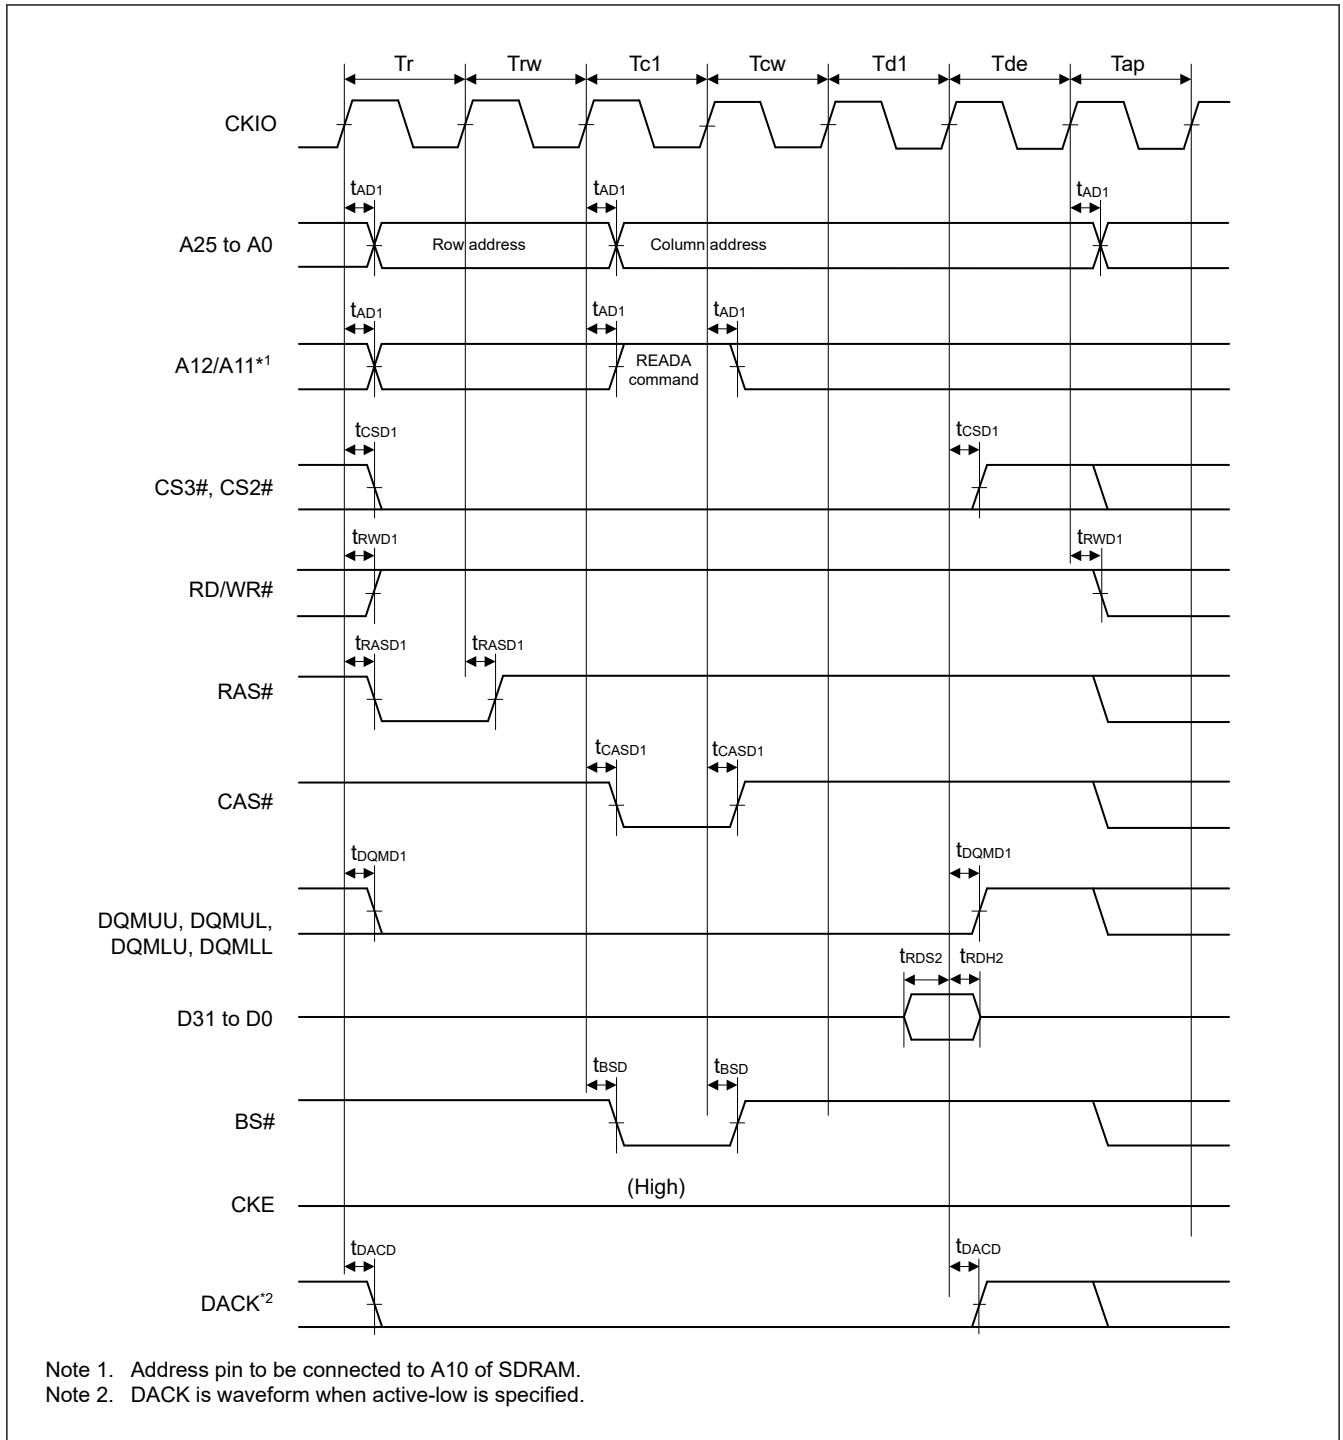 Tr Trw Tc1 Tcw Td1 Tde Tap
CKIO
tAD1 tAD1 tAD1
A25 to A0 Row address Column address
tAD1 tAD1 tAD1
A12/A11*1 READA
command
tCSD1 tCSD1
CS3#, CS2#
tRWD1 tRWD1
RD/WR#
tRASD1 tRASD1
RAS#
tCASD1 tCASD1
CAS#
tDQMD1 tDQMD1
DQMUU, DQMUL,
DQMLU, DQMLL
tRDS2 tRDH2
D31 to D0
tBSD tBSD
BS#
(High)
CKE
tDACD tDACD
DACK*2
Note 1. Address pin to be connected to A10 of SDRAM.
Note 2. DACK is waveform when active-low is specified.